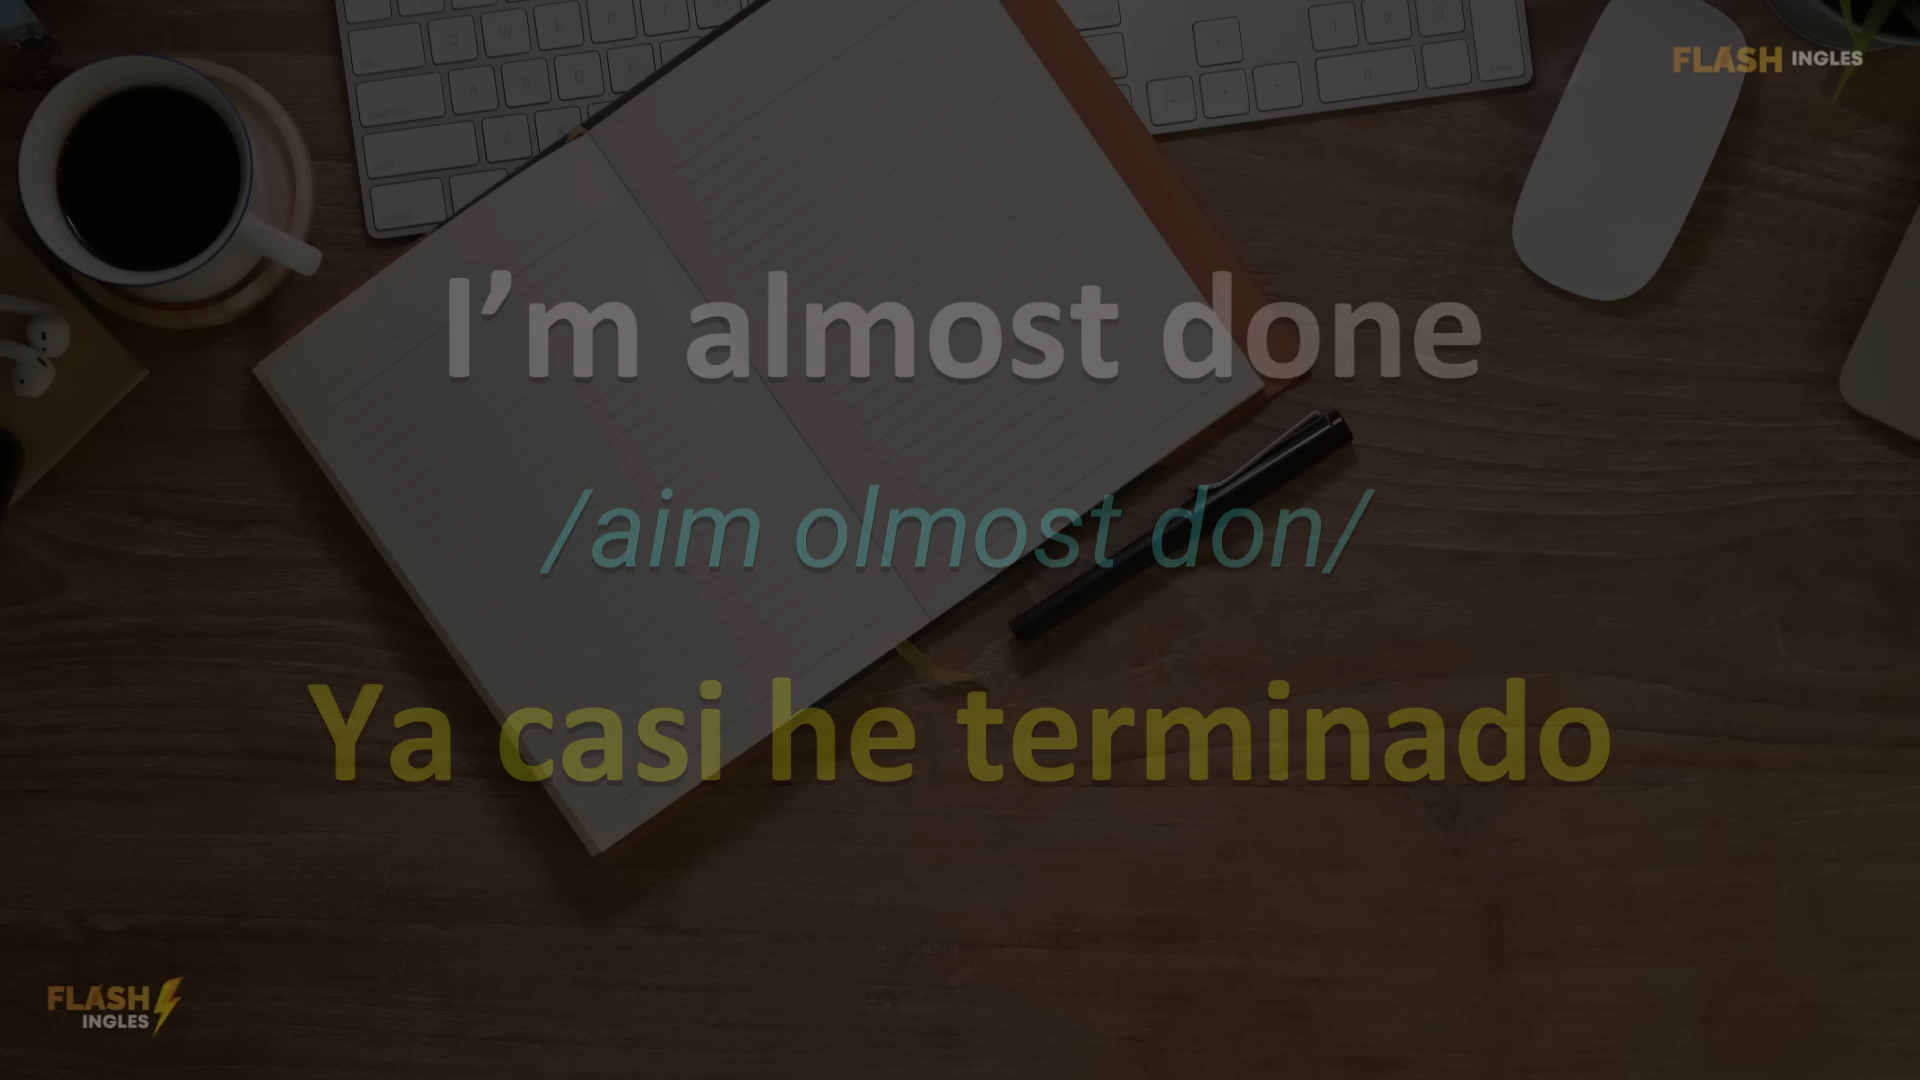 FLASH INGLES
I’m almost done
/aim olmost don/
Ya casi he terminado
FLASH
INGLES